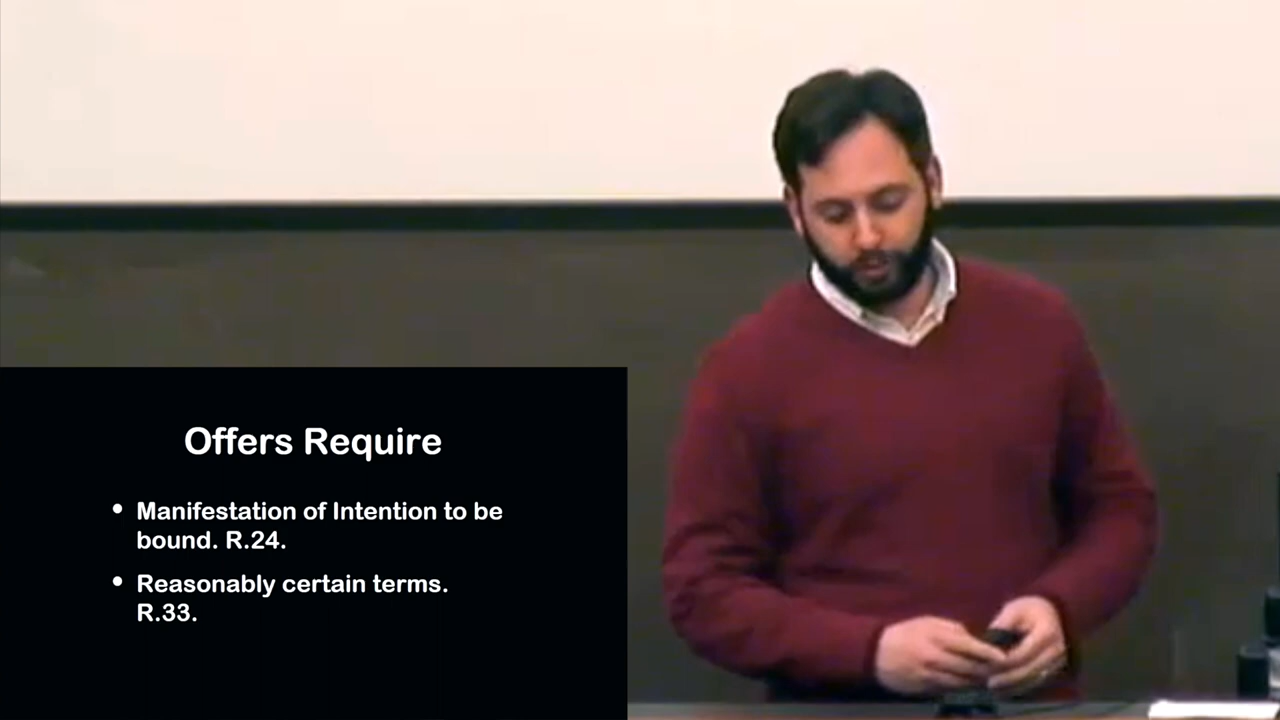 Offers Require
• Manifestation of Intention to be
bound. R.24.
• Reasonably certain terms.
R.33.